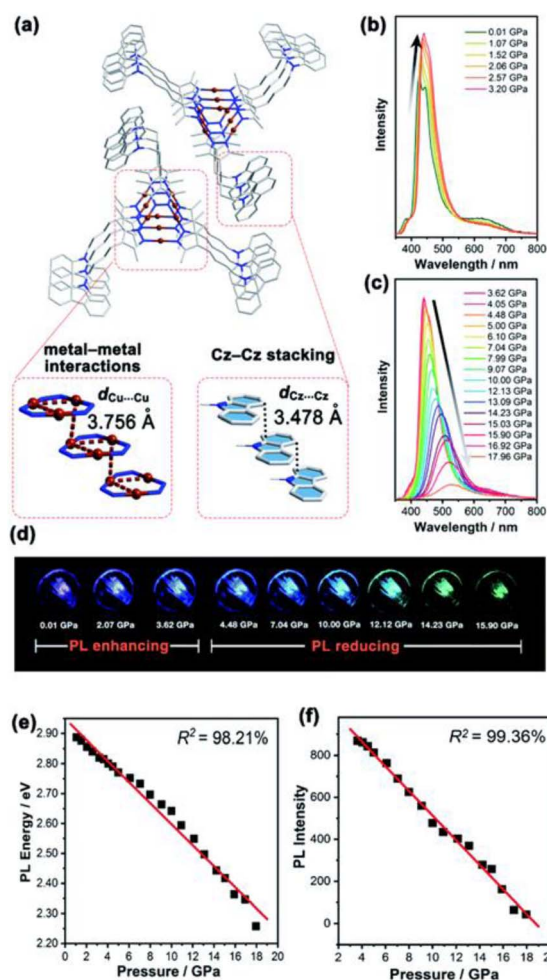 (a)
metal–metal
interactions
d Cu···Cu
3.756 Å
Cz–Cz stacking
d Cz···Cz
3.478 Å
(b)
Intensity
0.01 GPa
1.07 GPa
1.52 GPa
2.06 GPa
2.57 GPa
3.20 GPa
400 500 600 700 800
Wavelength / nm
(c)
Intensity
3.62 GPa
4.05 GPa
4.48 GPa
5.00 GPa
6.10 GPa
7.04 GPa
7.99 GPa
9.07 GPa
10.00 GPa
12.13 GPa
13.09 GPa
14.23 GPa
15.03 GPa
15.90 GPa
16.92 GPa
17.96 GPa
400 500 600 700 800
Wavelength / nm
(d)
0.01 GPa 2.07 GPa 3.62 GPa 4.48 GPa 7.04 GPa 10.00 GPa 12.12 GPa 14.23 GPa 15.90 GPa
PL enhancing PL reducing
(e)
R² = 98.21%
PL Energy / eV
2.90
2.80
2.70
2.60
2.50
2.40
2.30
2.20
0 2 4 6 8 10 12 14 16 18 20
Pressure / GPa
(f)
R² = 99.36%
PL Intensity
800
600
400
200
0
2 4 6 8 10 12 14 16 18 20
Pressure / GPa